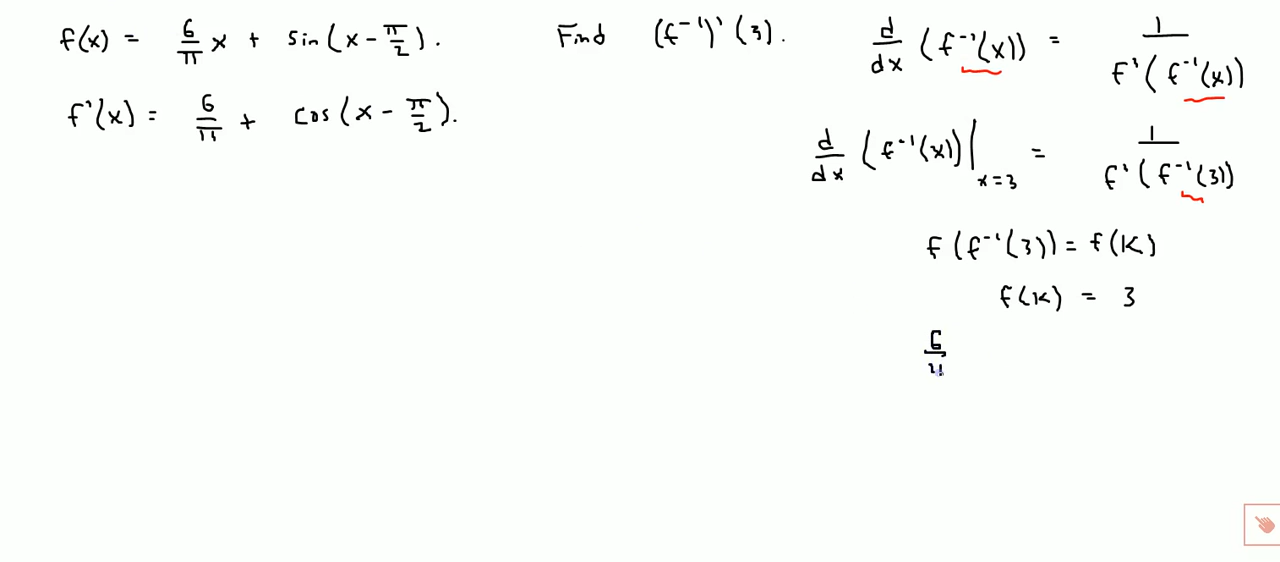 f(x) = 6/π x + sin(x - π/2). Find (f⁻¹)'(3). d/dx (f⁻¹(x)) = 1/F'(f⁻¹(x))
f'(x) = 6/π + cos(x - π/2).
d/dx (f⁻¹(x))|ₓ₌₃ = 1/f'(f⁻¹(3))
f(f⁻¹(3)) = f(K)
f(K) = 3
6